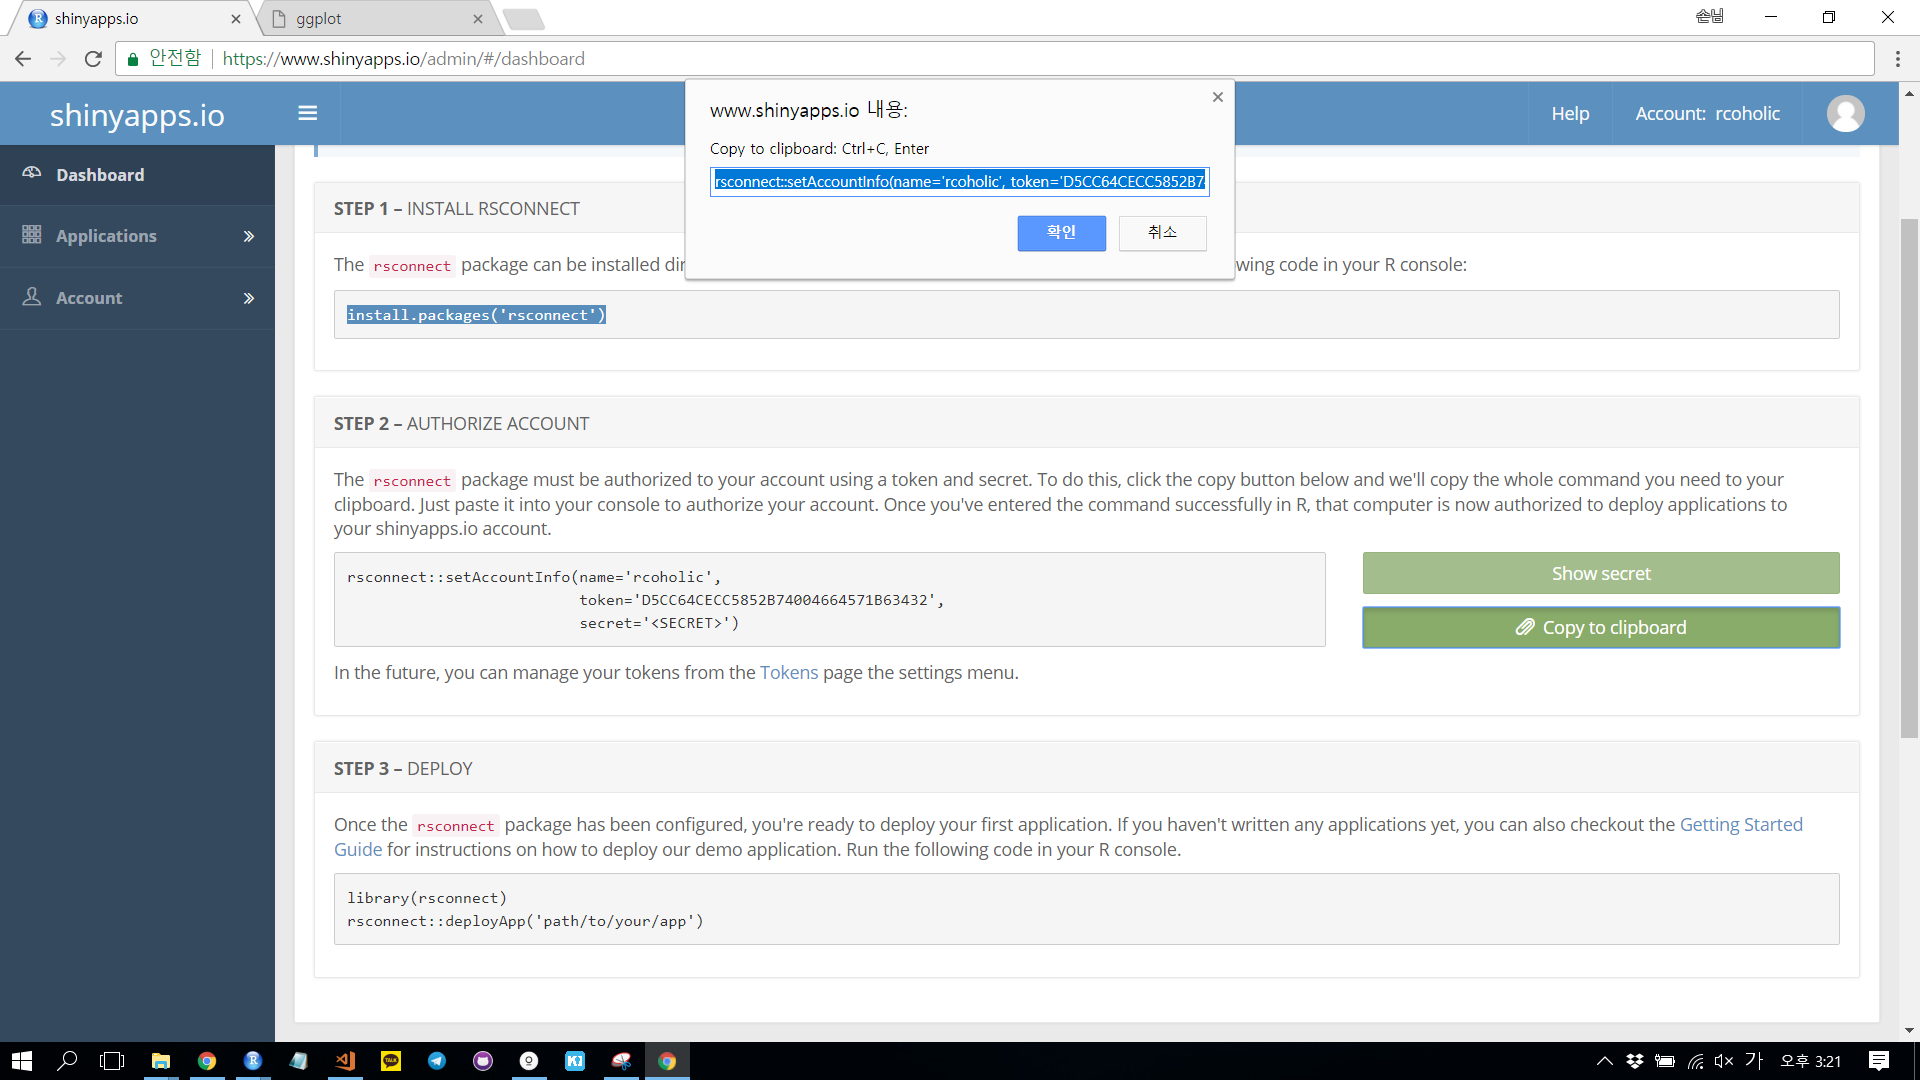 shinyapps.io
ggplot
손님
안전함
https://www.shinyapps.io/admin/#/dashboard
shinyapps.io
Help
Account: rcoholic
www.shinyapps.io 내용:
Copy to clipboard: Ctrl+C, Enter
rsconnect::setAccountInfo(name='rcoholic', token='D5CC64CECC5852B7
확인
취소
Dashboard
Applications
Account
STEP 1 – INSTALL RSCONNECT
The rsconnect package can be installed dir
wing code in your R console:
install.packages('rsconnect')
STEP 2 – AUTHORIZE ACCOUNT
The rsconnect package must be authorized to your account using a token and secret. To do this, click the copy button below and we'll copy the whole command you need to your
clipboard. Just paste it into your console to authorize your account. Once you've entered the command successfully in R, that computer is now authorized to deploy applications to
your shinyapps.io account.
rsconnect::setAccountInfo(name='rcoholic',
token='D5CC64CECC5852B74004664571B63432',
secret='<SECRET>')
Show secret
Copy to clipboard
In the future, you can manage your tokens from the Tokens page the settings menu.
STEP 3 – DEPLOY
Once the rsconnect package has been configured, you're ready to deploy your first application. If you haven't written any applications yet, you can also checkout the Getting Started
Guide for instructions on how to deploy our demo application. Run the following code in your R console.
library(rsconnect)
rsconnect::deployApp('path/to/your/app')
TALK
가
오후 3:21